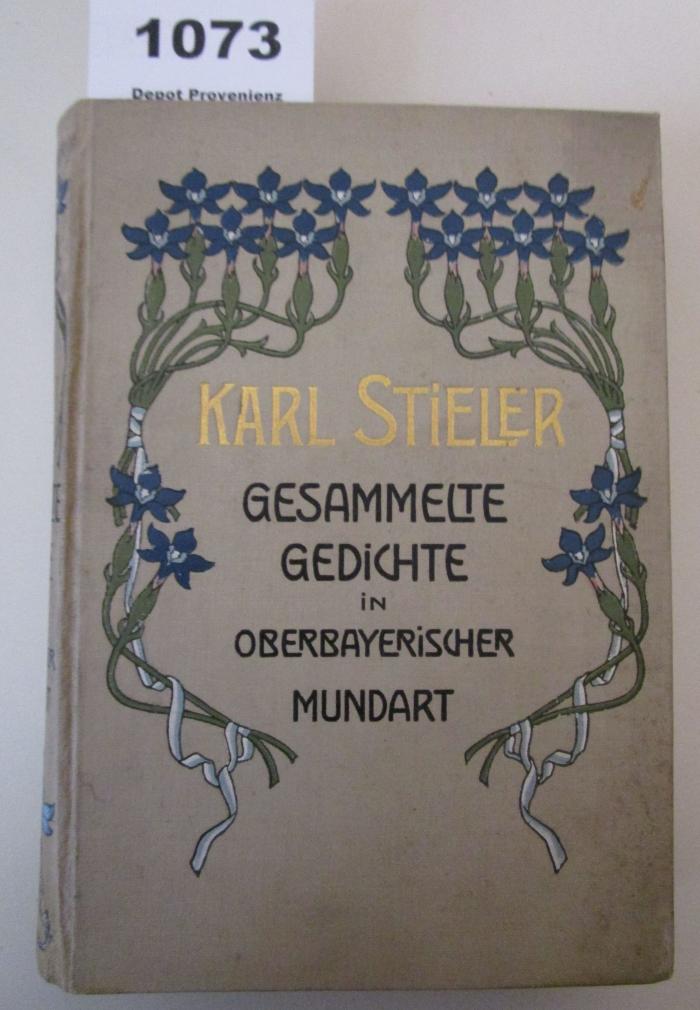 1073
Depot Provenienz
KARL STIELER
GESAMMELTE
GEDICHTE
IN
OBERBAYERISCHER
MUNDART